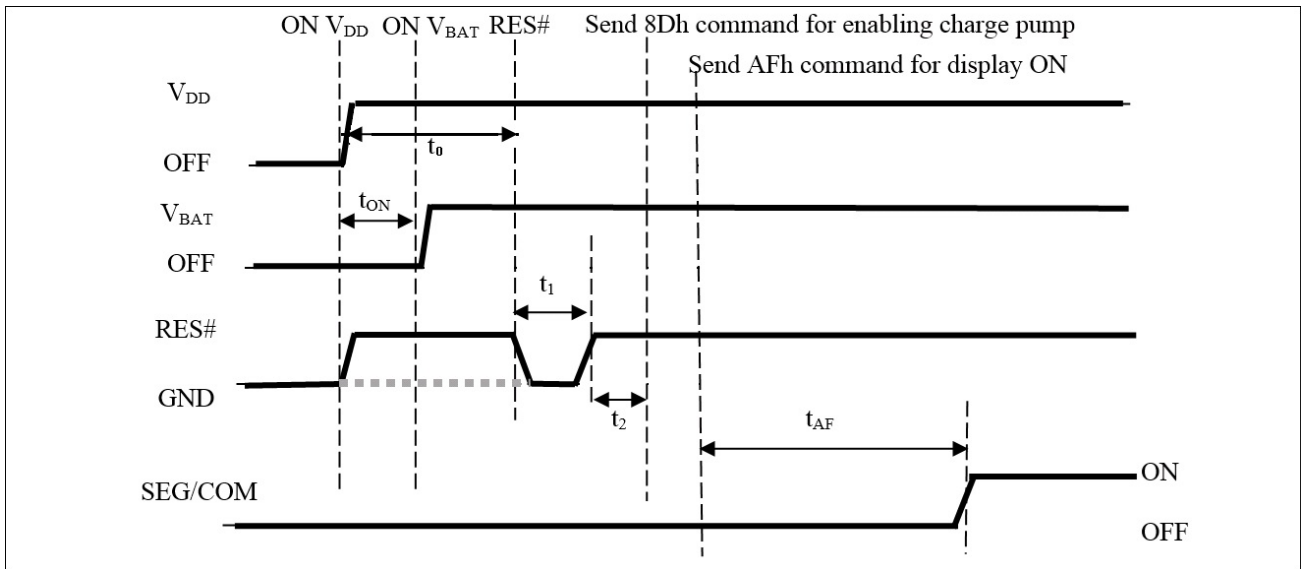 ON VDD ON VBAT RES# Send 8Dh command for enabling charge pump
Send AFh command for display ON
VDD
t0
OFF
VBAT
tON
OFF
t1
RES#
GND
t2
tAF
SEG/COM
ON
OFF